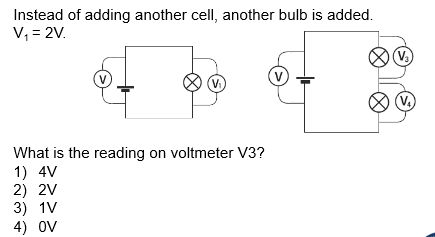 Instead of adding another cell, another bulb is added.
V₁ = 2V.
V
V₁
V
V₃
V₄
What is the reading on voltmeter V3?
1) 4V
2) 2V
3) 1V
4) 0V